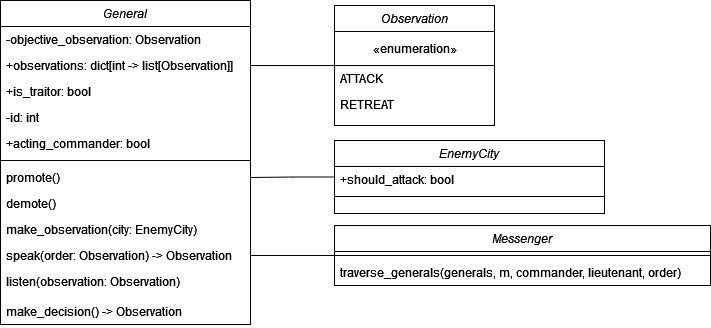 General
-objective_observation: Observation
+observations: dict[int -> list[Observation]]
+is_traitor: bool
-id: int
+acting_commander: bool
promote()
demote()
make_observation(city: EnemyCity)
speak(order: Observation) -> Observation
listen(observation: Observation)
make_decision() -> Observation
Observation
«enumeration»
ATTACK
RETREAT
EnemyCity
+should_attack: bool
Messenger
traverse_generals(generals, m, commander, lieutenant, order)